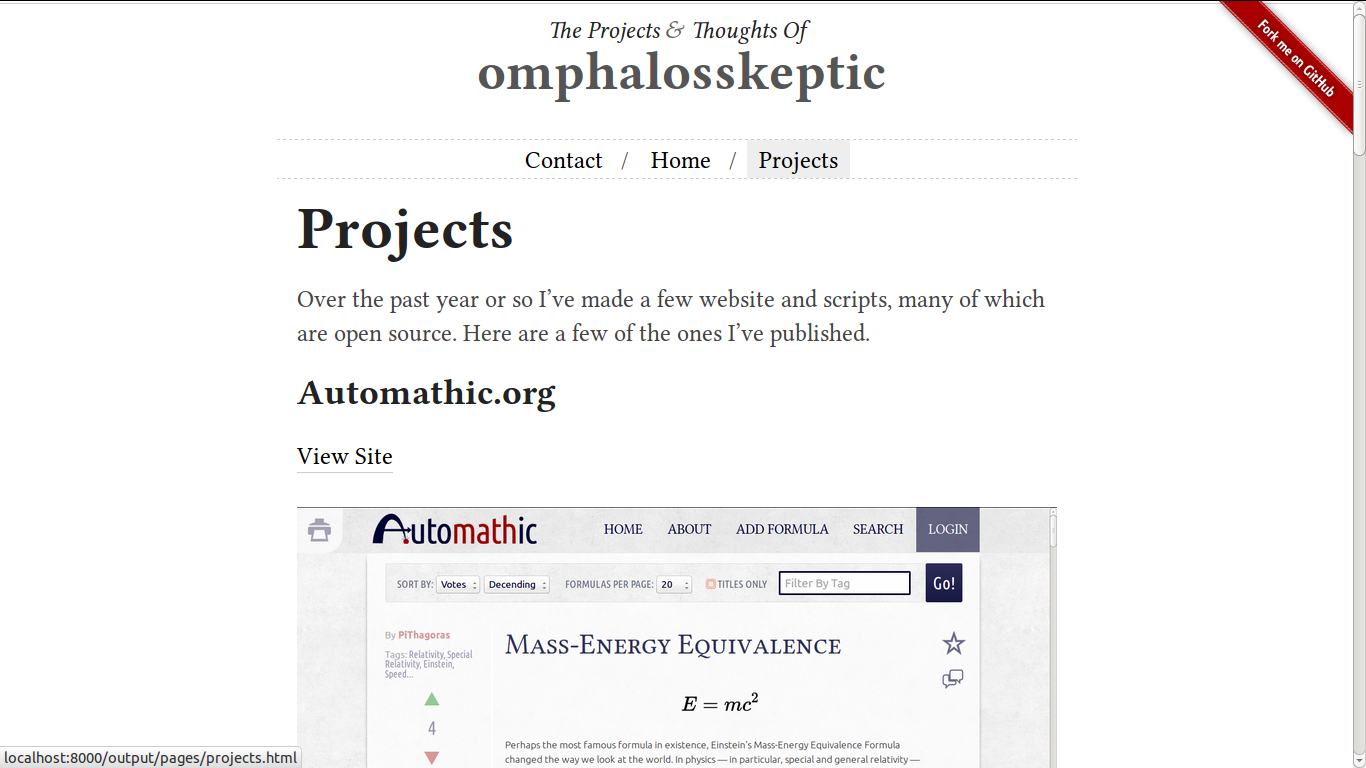 The Projects & Thoughts Of
omphalosskeptic
Fork me on GitHub
Contact / Home / Projects
Projects
Over the past year or so I’ve made a few website and scripts, many of which
are open source. Here are a few of the ones I’ve published.
Automathic.org
View Site
Automathic HOME ABOUT ADD FORMULA SEARCH LOGIN
SORT BY: Votes Decending FORMULAS PER PAGE: 20 TITLES ONLY Filter By Tag Go!
By PiThagoras
Tags: Relativity, Special
Relativity, Einstein,
Speed...
4
Mass-Energy Equivalence
E = mc²
Perhaps the most famous formula in existence, Einstein's Mass-Energy Equivalence Formula
changed the way we look at the world. In physics — in particular, special and general relativity —
localhost:8000/output/pages/projects.html